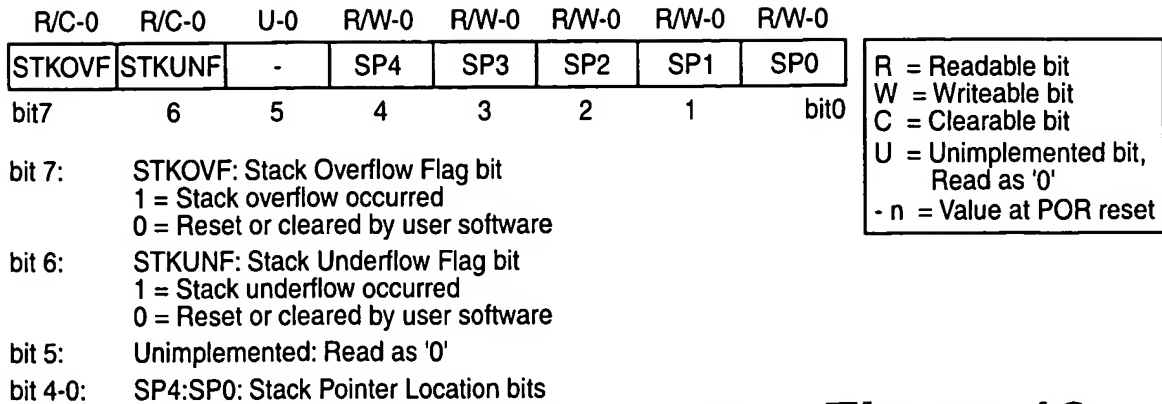 R/C-0 R/C-0 U-0 R/W-0 R/W-0 R/W-0 R/W-0 R/W-0
STKOVF STKUNF - SP4 SP3 SP2 SP1 SP0
bit7 6 5 4 3 2 1 bit0
R = Readable bit
W = Writeable bit
C = Clearable bit
U = Unimplemented bit,
Read as '0'
- n = Value at POR reset
bit 7: STKOVF: Stack Overflow Flag bit
1 = Stack overflow occurred
0 = Reset or cleared by user software
bit 6: STKUNF: Stack Underflow Flag bit
1 = Stack underflow occurred
0 = Reset or cleared by user software
bit 5: Unimplemented: Read as '0'
bit 4-0: SP4:SP0: Stack Pointer Location bits